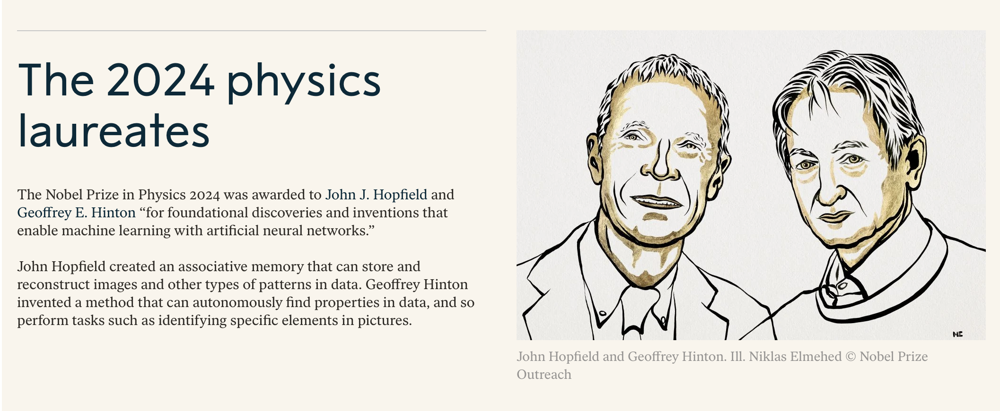 The 2024 physics
laureates
The Nobel Prize in Physics 2024 was awarded to John J. Hopfield and
Geoffrey E. Hinton “for foundational discoveries and inventions that
enable machine learning with artificial neural networks.”
John Hopfield created an associative memory that can store and
reconstruct images and other types of patterns in data. Geoffrey Hinton
invented a method that can autonomously find properties in data, and so
perform tasks such as identifying specific elements in pictures.
ME
John Hopfield and Geoffrey Hinton. Ill. Niklas Elmehed © Nobel Prize
Outreach